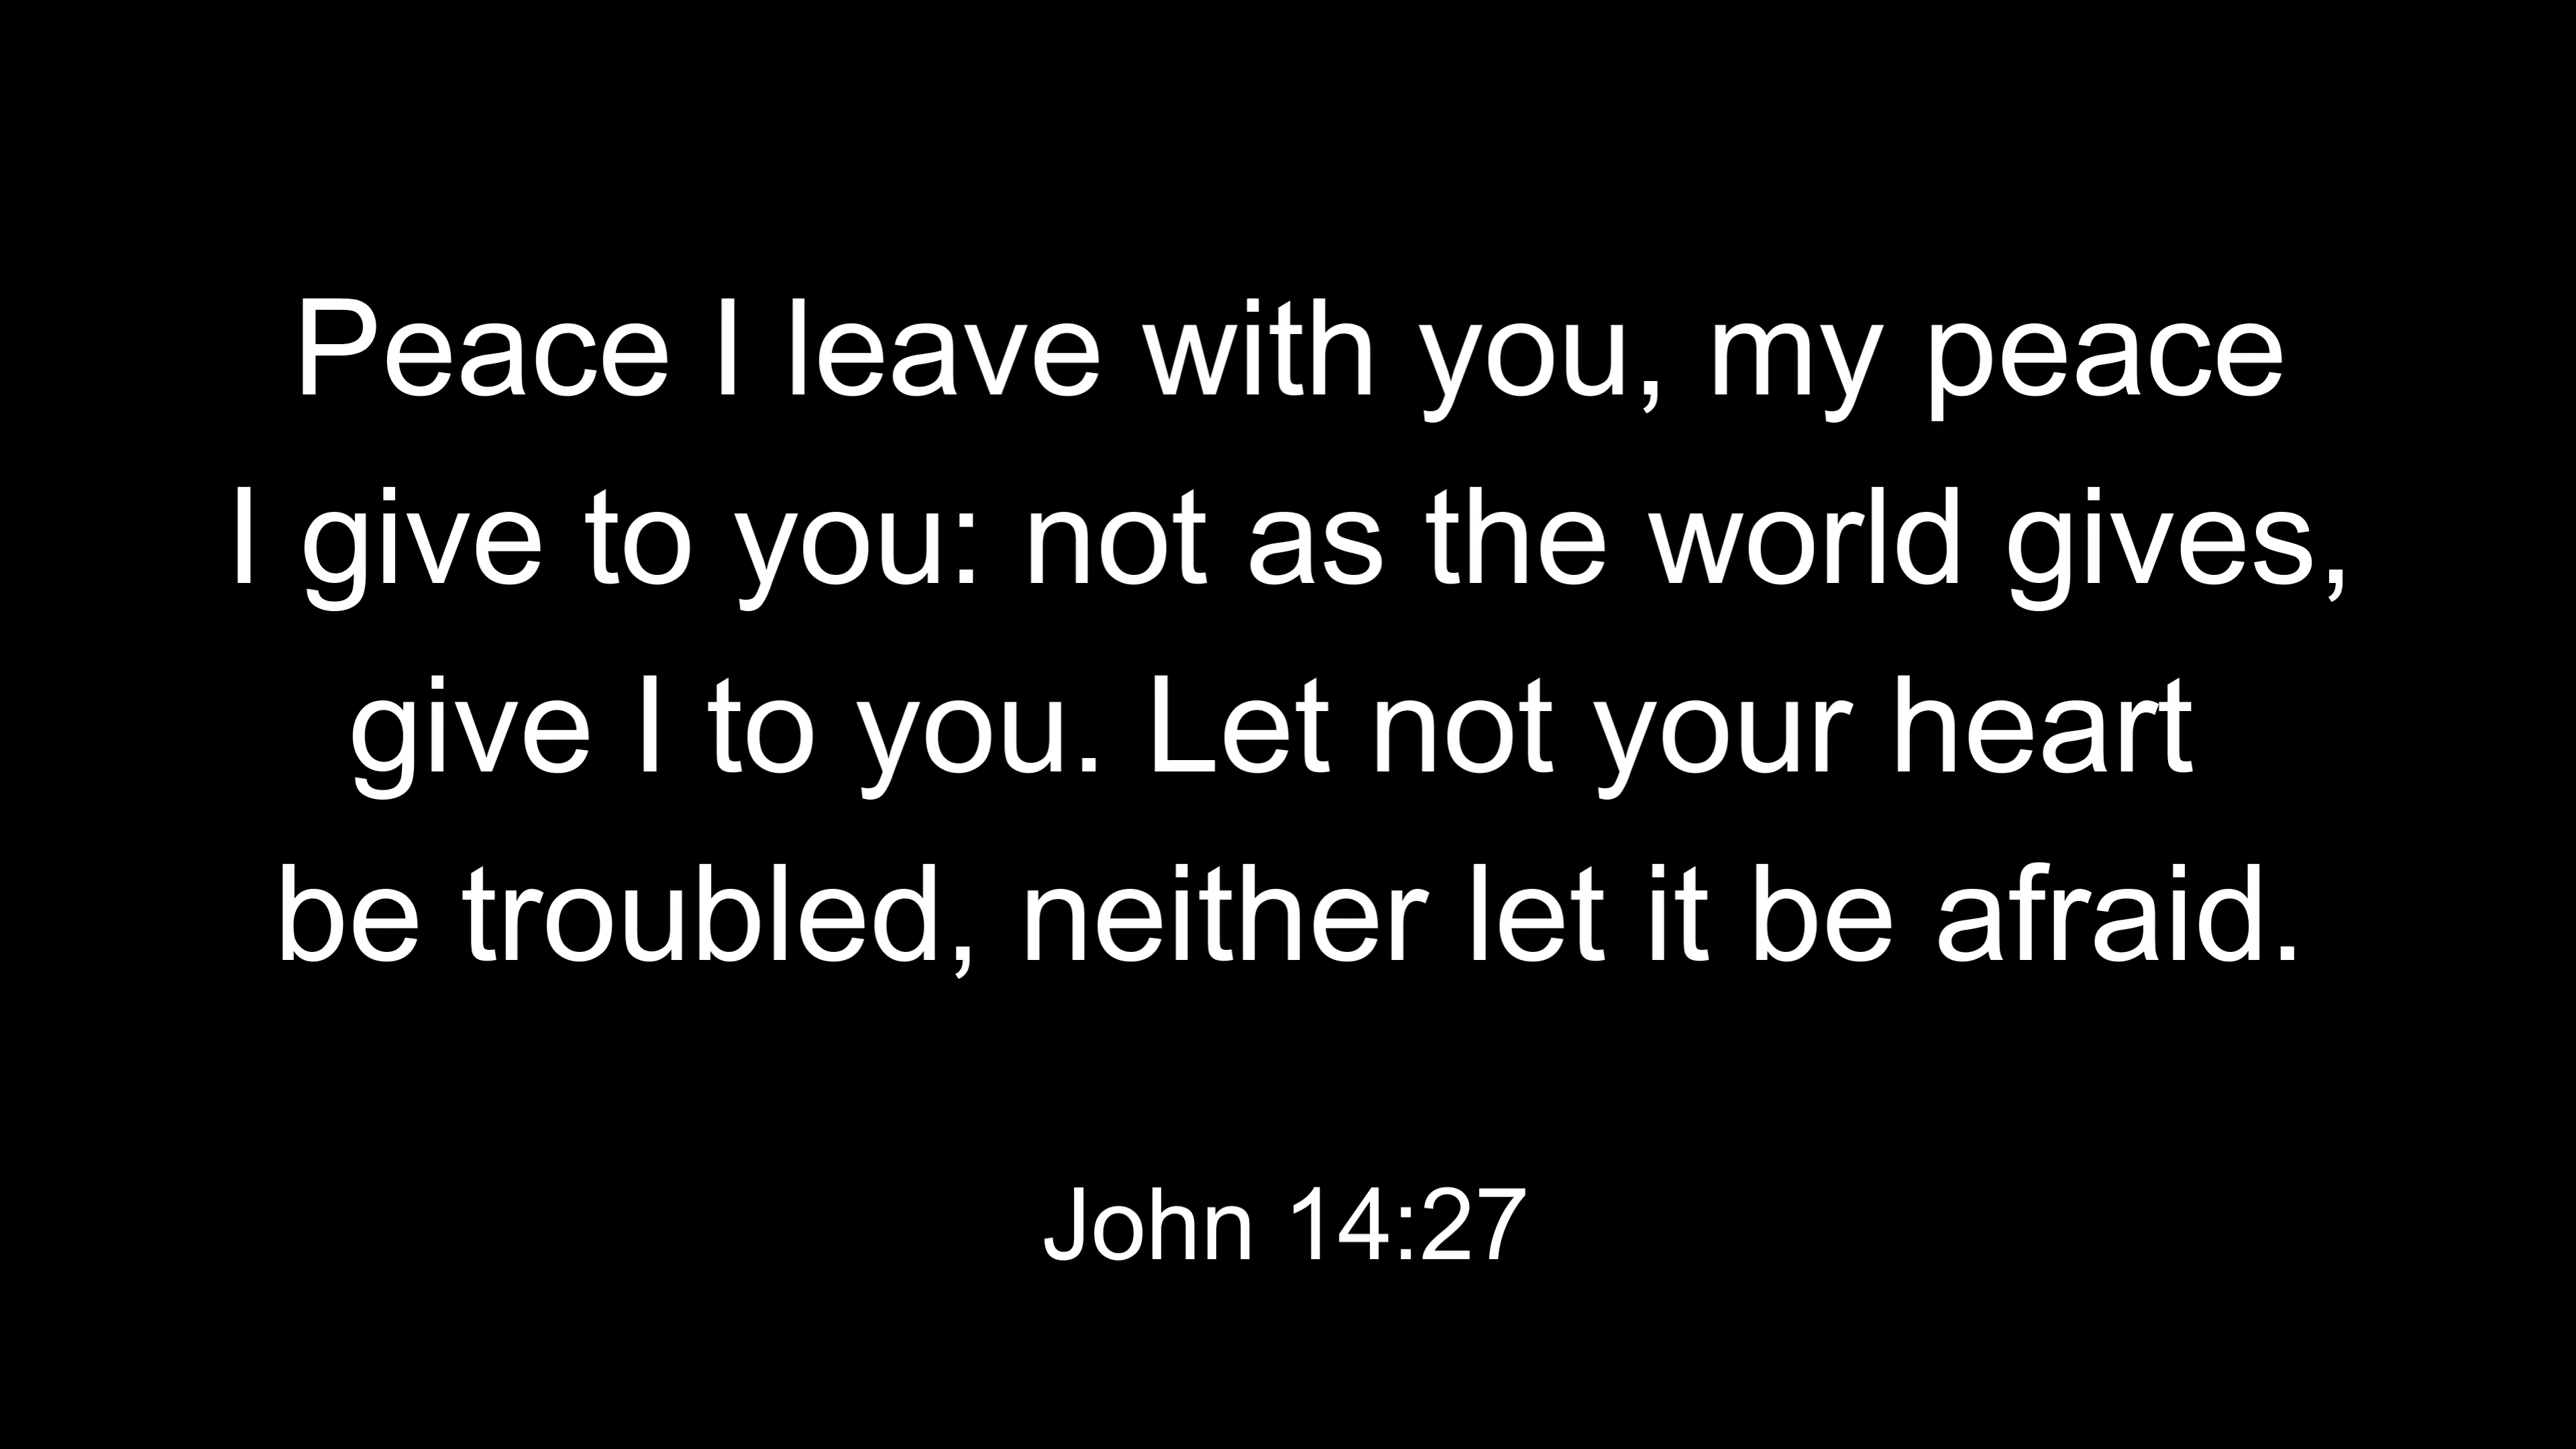 Peace I leave with you, my peace
I give to you: not as the world gives,
give I to you. Let not your heart
be troubled, neither let it be afraid.
John 14:27